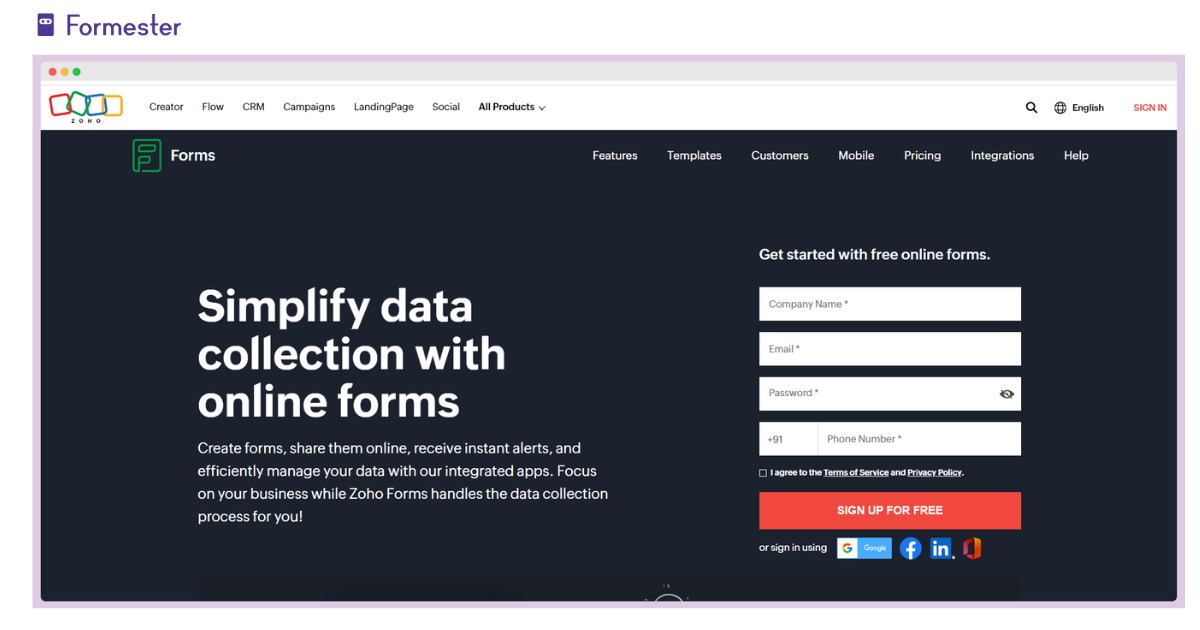 Formester
ZOHO
Creator Flow CRM Campaigns LandingPage Social All Products
English SIGN IN
Forms
Features Templates Customers Mobile Pricing Integrations Help
Get started with free online forms.
Simplify data
collection with
online forms
Create forms, share them online, receive instant alerts, and
efficiently manage your data with our integrated apps. Focus
on your business while Zoho Forms handles the data collection
process for you!
Company Name *
Email *
Password *
+91 Phone Number *
I agree to the Terms of Service and Privacy Policy.
SIGN UP FOR FREE
or sign in using G Google f in